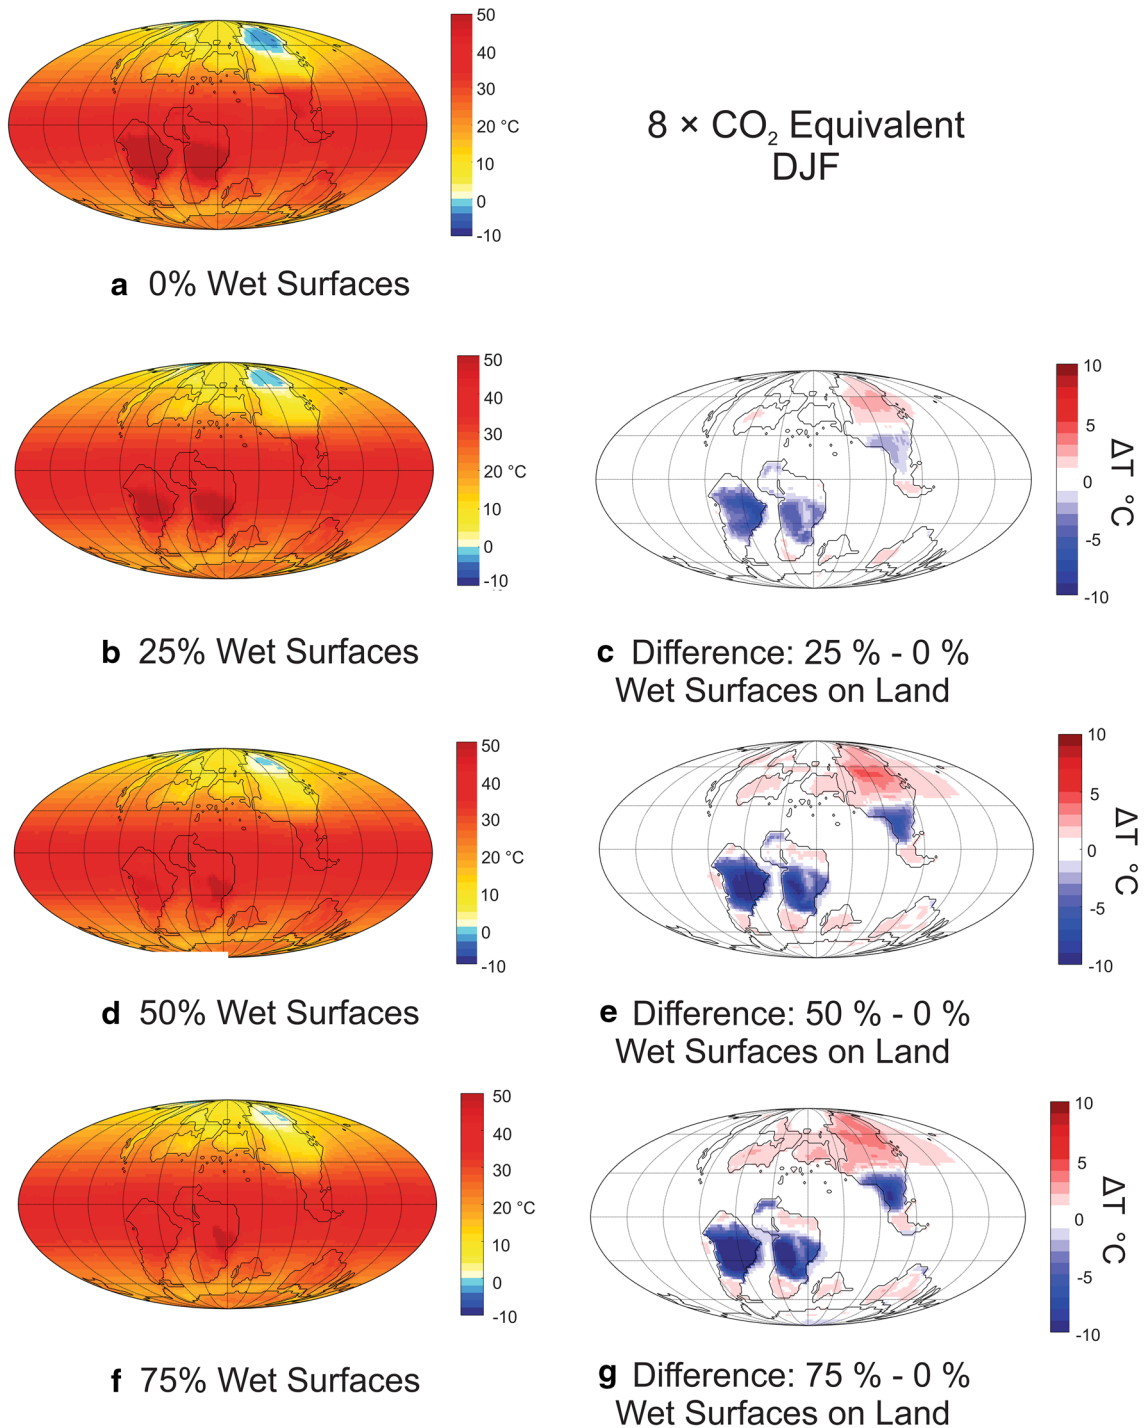 50
40
30
20 °C
10
0
-10
8 × CO₂ Equivalent
DJF
a 0% Wet Surfaces
50
40
30
20 °C
10
0
-10
b 25% Wet Surfaces
10
5
0
-5
-10
ΔT °C
c Difference: 25 % - 0 %
Wet Surfaces on Land
50
40
30
20 °C
10
0
-10
d 50% Wet Surfaces
10
5
0
-5
-10
ΔT °C
e Difference: 50 % - 0 %
Wet Surfaces on Land
50
40
30
20 °C
10
0
-10
f 75% Wet Surfaces
10
5
0
-5
-10
ΔT °C
g Difference: 75 % - 0 %
Wet Surfaces on Land